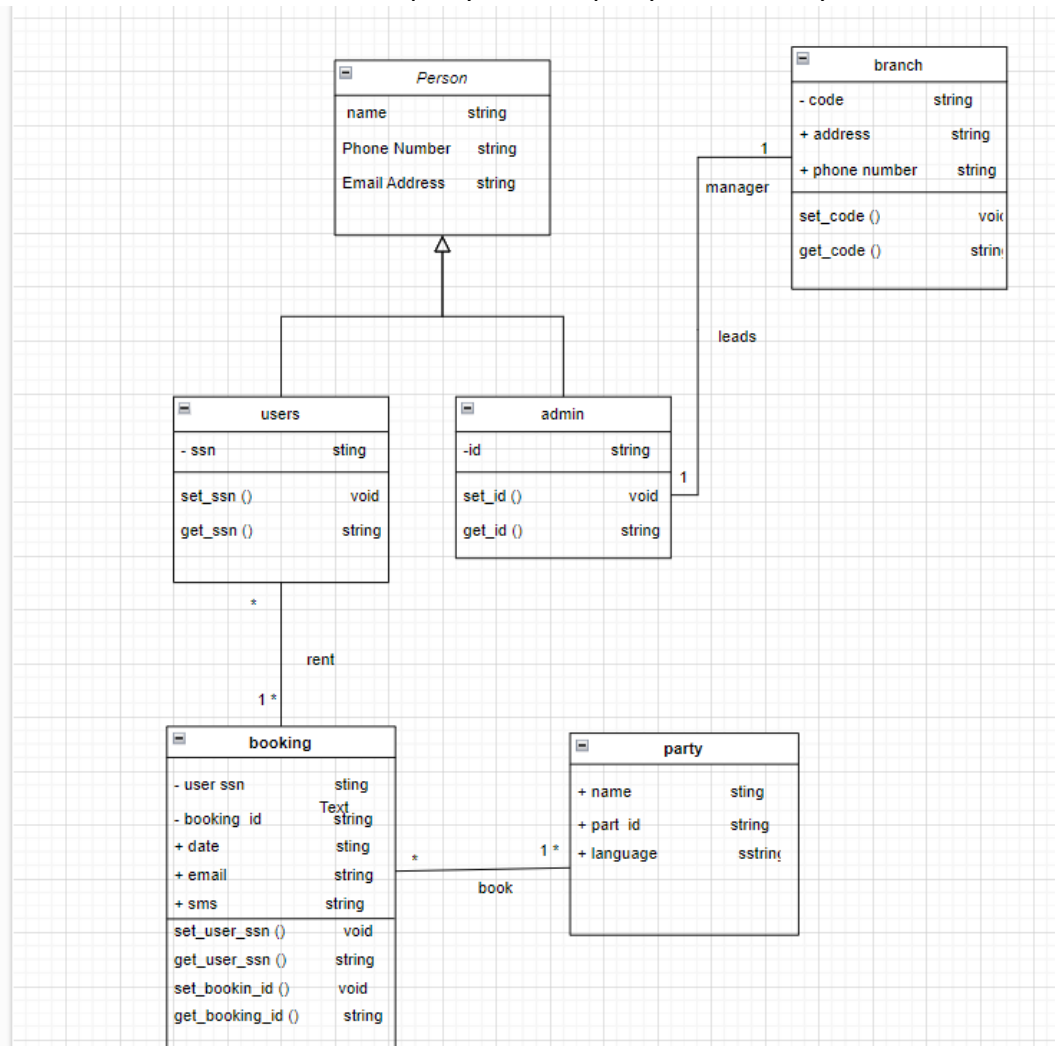 Person
name string
Phone Number string
Email Address string
branch
- code string
+ address string
+ phone number string
set_code () voi
get_code () strin
1
manager
leads
1
users
- ssn sting
set_ssn () void
get_ssn () string
admin
-id string
set_id () void
get_id () string
*
rent
1 *
booking
- user ssn sting
Text
- booking id string
+ date sting
+ email string
+ sms string
set_user_ssn () void
get_user_ssn () string
set_bookin_id () void
get_booking_id () string
*
1 *
book
party
+ name sting
+ part id string
+ language sstring